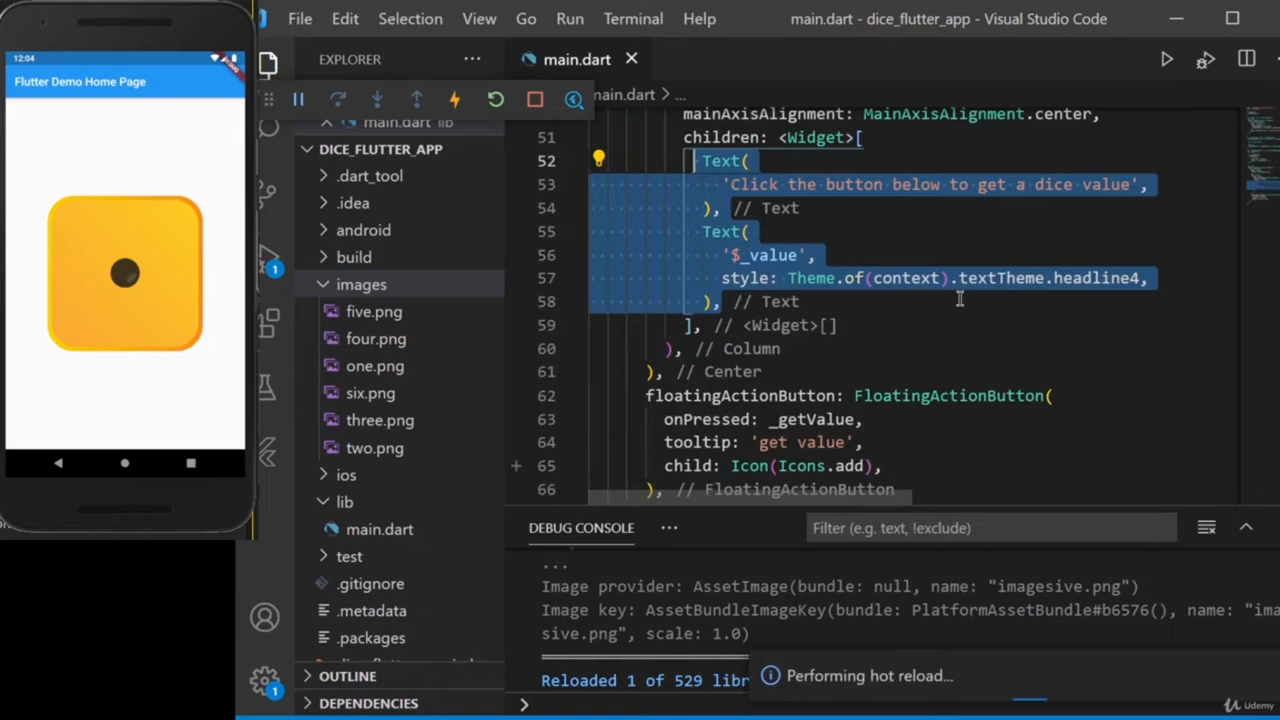 File Edit Selection View Go Run Terminal Help main.dart - dice_flutter_app - Visual Studio Code
12:04
Flutter Demo Home Page
EXPLORER
main.dart lib
DICE_FLUTTER_APP
.dart_tool
.idea
android
build
images
five.png
four.png
one.png
six.png
three.png
two.png
ios
lib
main.dart
test
.gitignore
.metadata
.packages
OUTLINE
DEPENDENCIES
1
1
main.dart
main.dart > ...
mainAxisAlignment: MainAxisAlignment.center,
51 children: <Widget>[
52 Text(
53 'Click the button below to get a dice value',
54 ), // Text
55 Text(
56 '$_value',
57 style: Theme.of(context).textTheme.headline4,
58 ), // Text
59 ], // <Widget>[]
60 ), // Column
61 ), // Center
62 floatingActionButton: FloatingActionButton(
63 onPressed: _getValue,
64 tooltip: 'get value',
65 child: Icon(Icons.add),
66 ), // FloatingActionButton
DEBUG CONSOLE
Filter (e.g. text, !exclude)
...
Image provider: AssetImage(bundle: null, name: "imagesive.png")
Image key: AssetBundleImageKey(bundle: PlatformAssetBundle#b6576(), name: "ima
sive.png", scale: 1.0)
Reloaded 1 of 529 libr
Performing hot reload...
Udemy